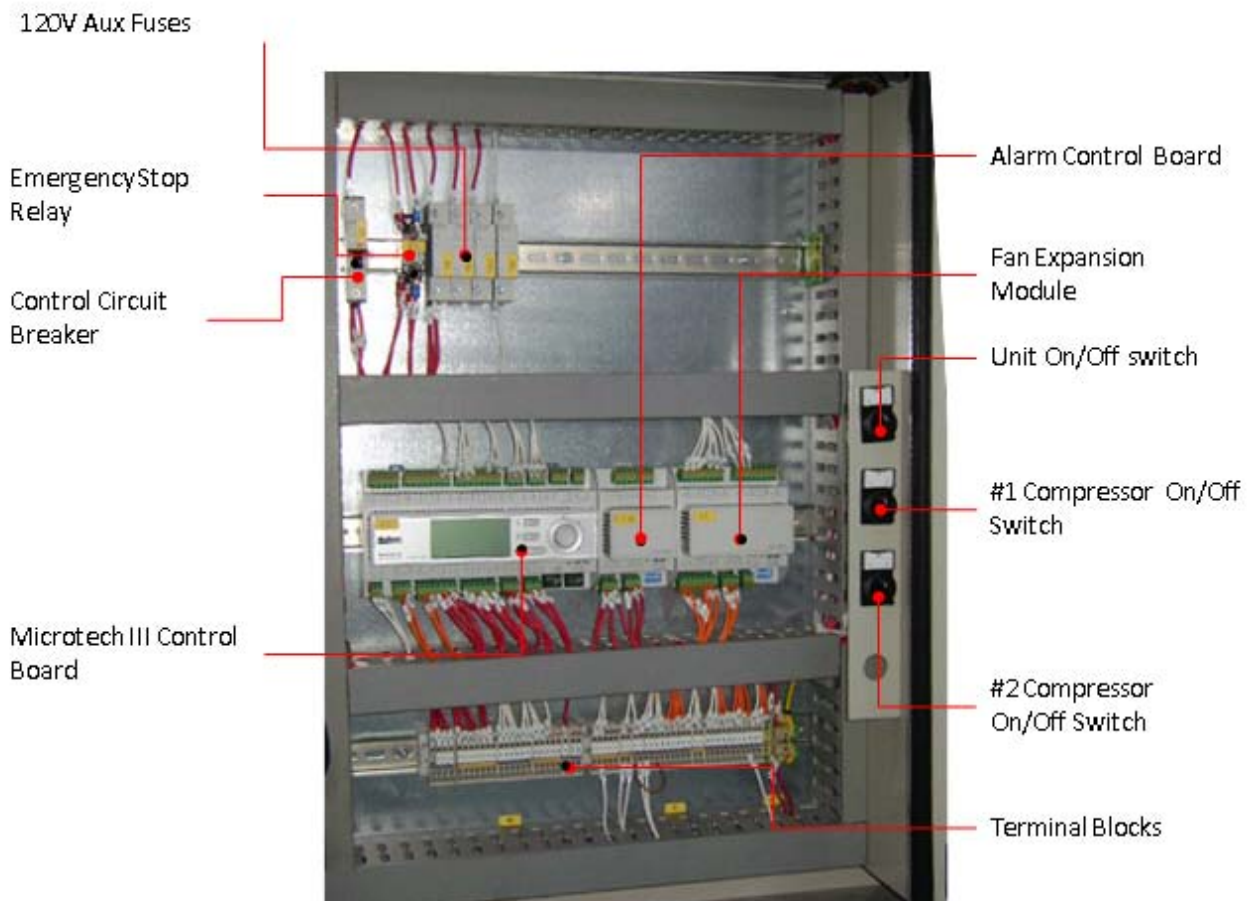 120V Aux Fuses
Emergency Stop
Relay
Control Circuit
Breaker
Microtech III Control
Board
Alarm Control Board
Fan Expansion
Module
Unit On/Off switch
#1 Compressor On/Off
Switch
#2 Compressor
On/Off Switch
Terminal Blocks